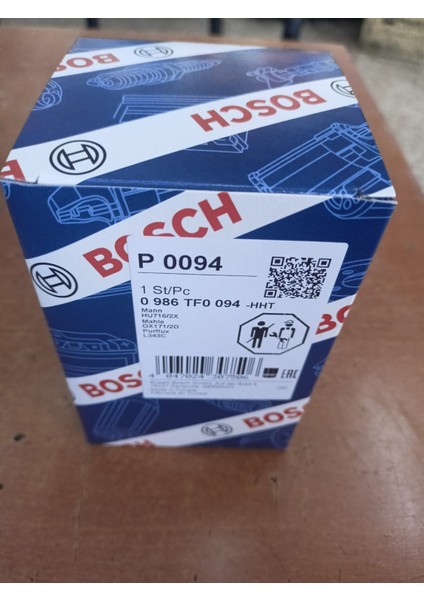 BOSCH
BOSCH
BOSCH
BOSCH
P 0094
1 St/Pc
0 986 TF0 094 -HHT
Mann
HU716/2X
Mahle
OX171/2D
Purflux
L343C
EAC